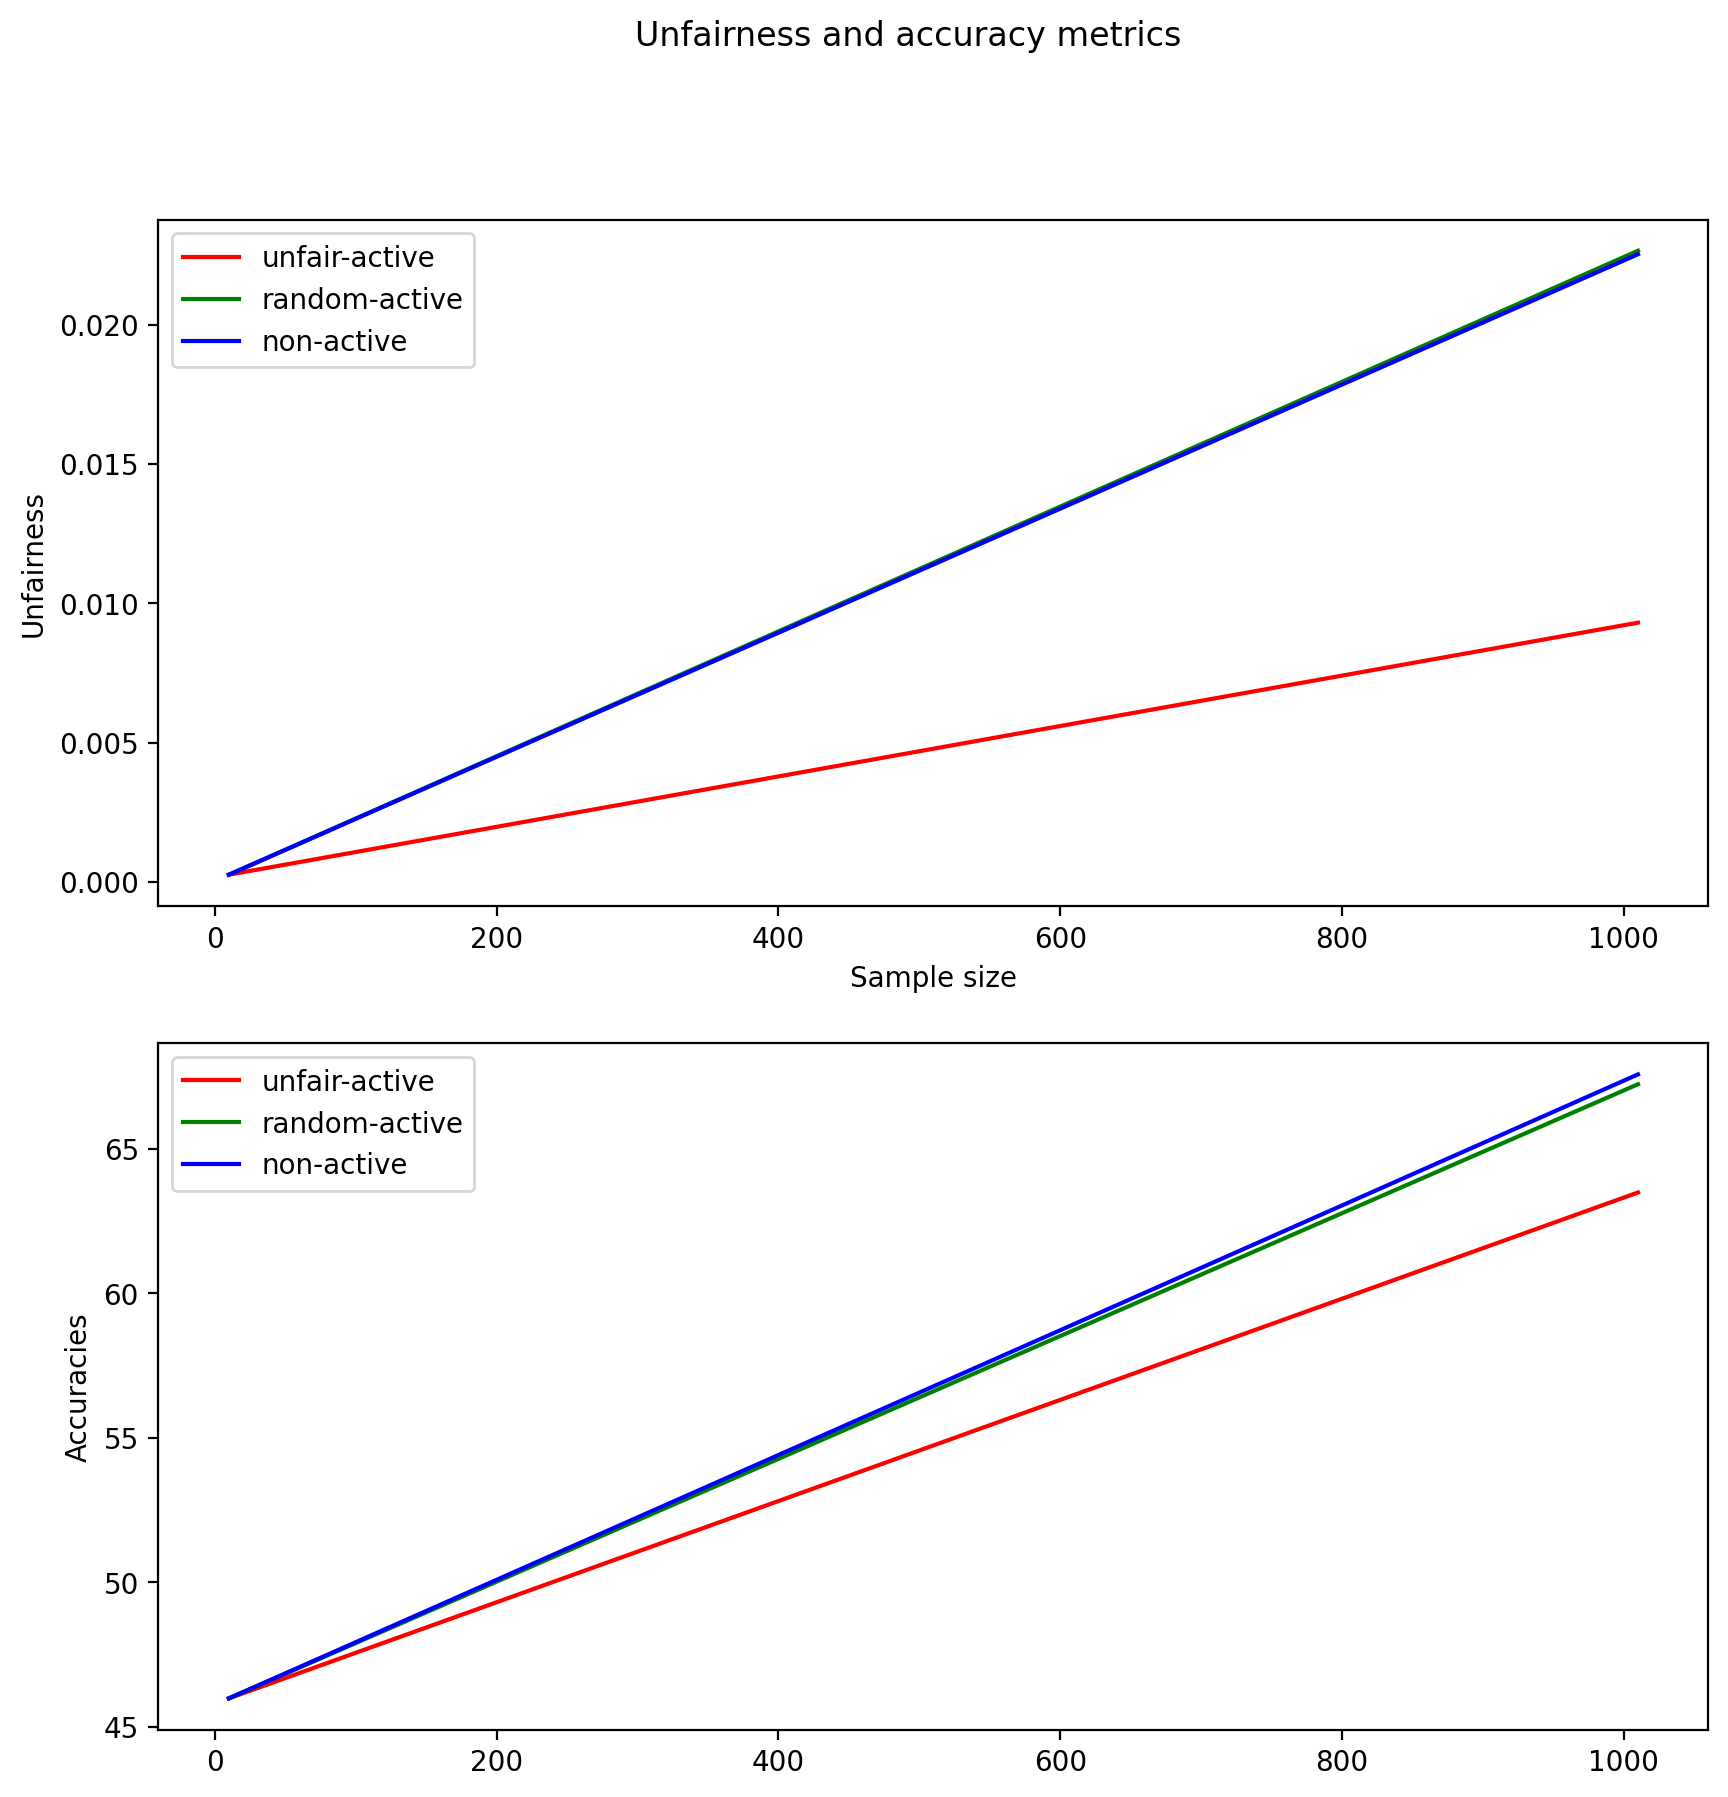 Unfairness and accuracy metrics
unfair-active
random-active
non-active
0.020
0.015
0.010
0.005
0.000
Unfairness
0 200 400 600 800 1000
Sample size
unfair-active
random-active
non-active
65
60
55
50
45
Accuracies
0 200 400 600 800 1000